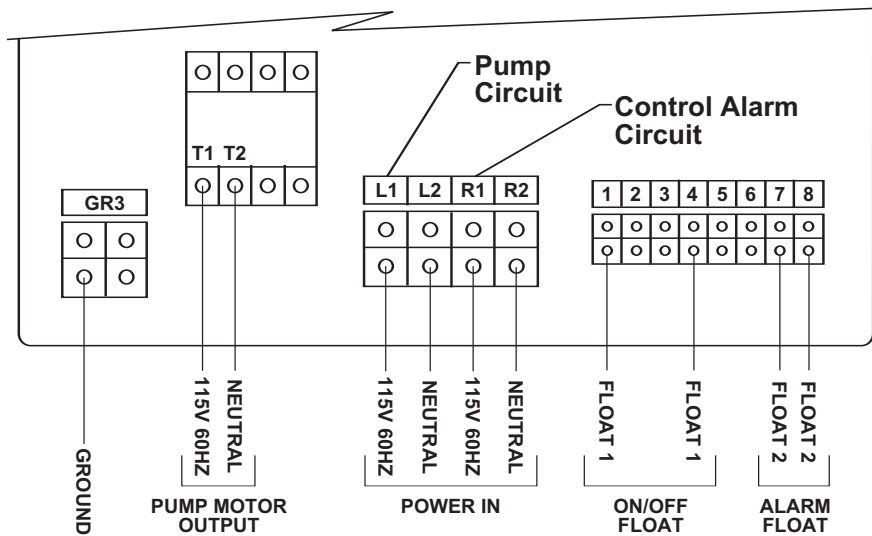 Pump
Circuit
Control Alarm
Circuit
T1 T2
GR3
L1 L2 R1 R2
1 2 3 4 5 6 7 8
GROUND
115V 60HZ
NEUTRAL
115V 60HZ
NEUTRAL
115V 60HZ
NEUTRAL
FLOAT 1
FLOAT 1
FLOAT 2
FLOAT 2
PUMP MOTOR
OUTPUT
POWER IN
ON/OFF
FLOAT
ALARM
FLOAT